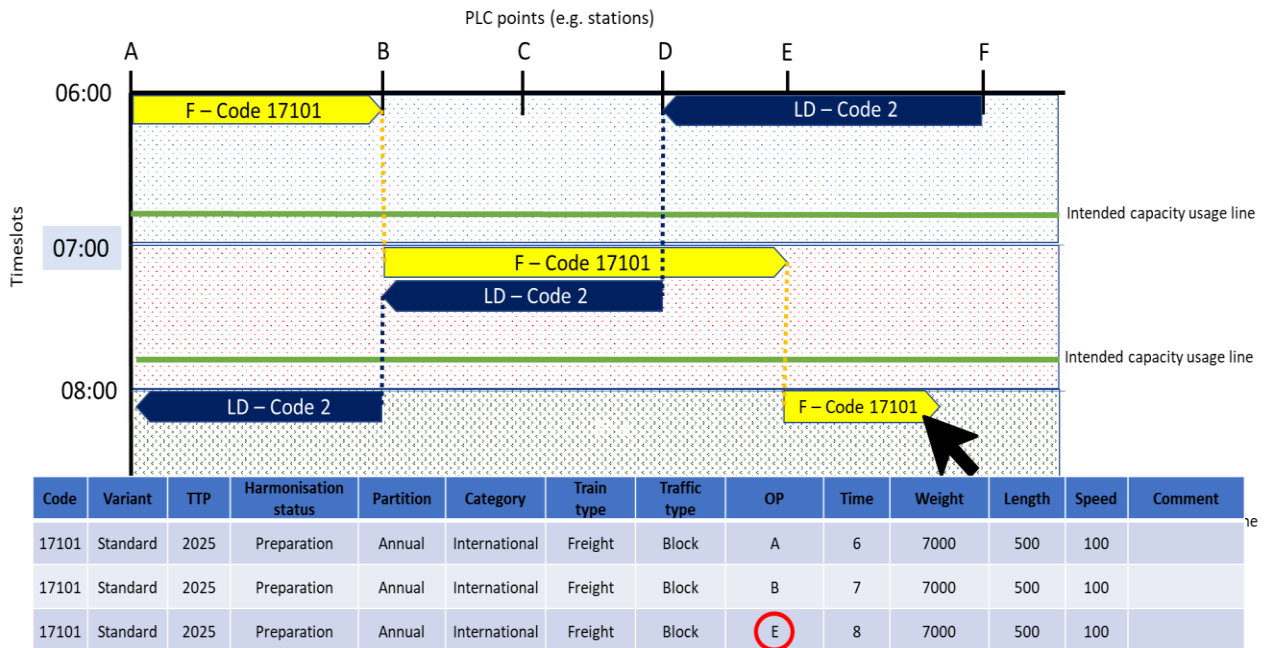 PLC points (e.g. stations)
A B C D E F
06:00
F – Code 17101
LD – Code 2
Timeslots
Intended capacity usage line
07:00
F – Code 17101
LD – Code 2
Intended capacity usage line
08:00
LD – Code 2
F – Code 17101
Code Variant TTP Harmonisation status Partition Category Train type Traffic type OP Time Weight Length Speed Comment
ne
17101 Standard 2025 Preparation Annual International Freight Block A 6 7000 500 100
17101 Standard 2025 Preparation Annual International Freight Block B 7 7000 500 100
17101 Standard 2025 Preparation Annual International Freight Block E 8 7000 500 100